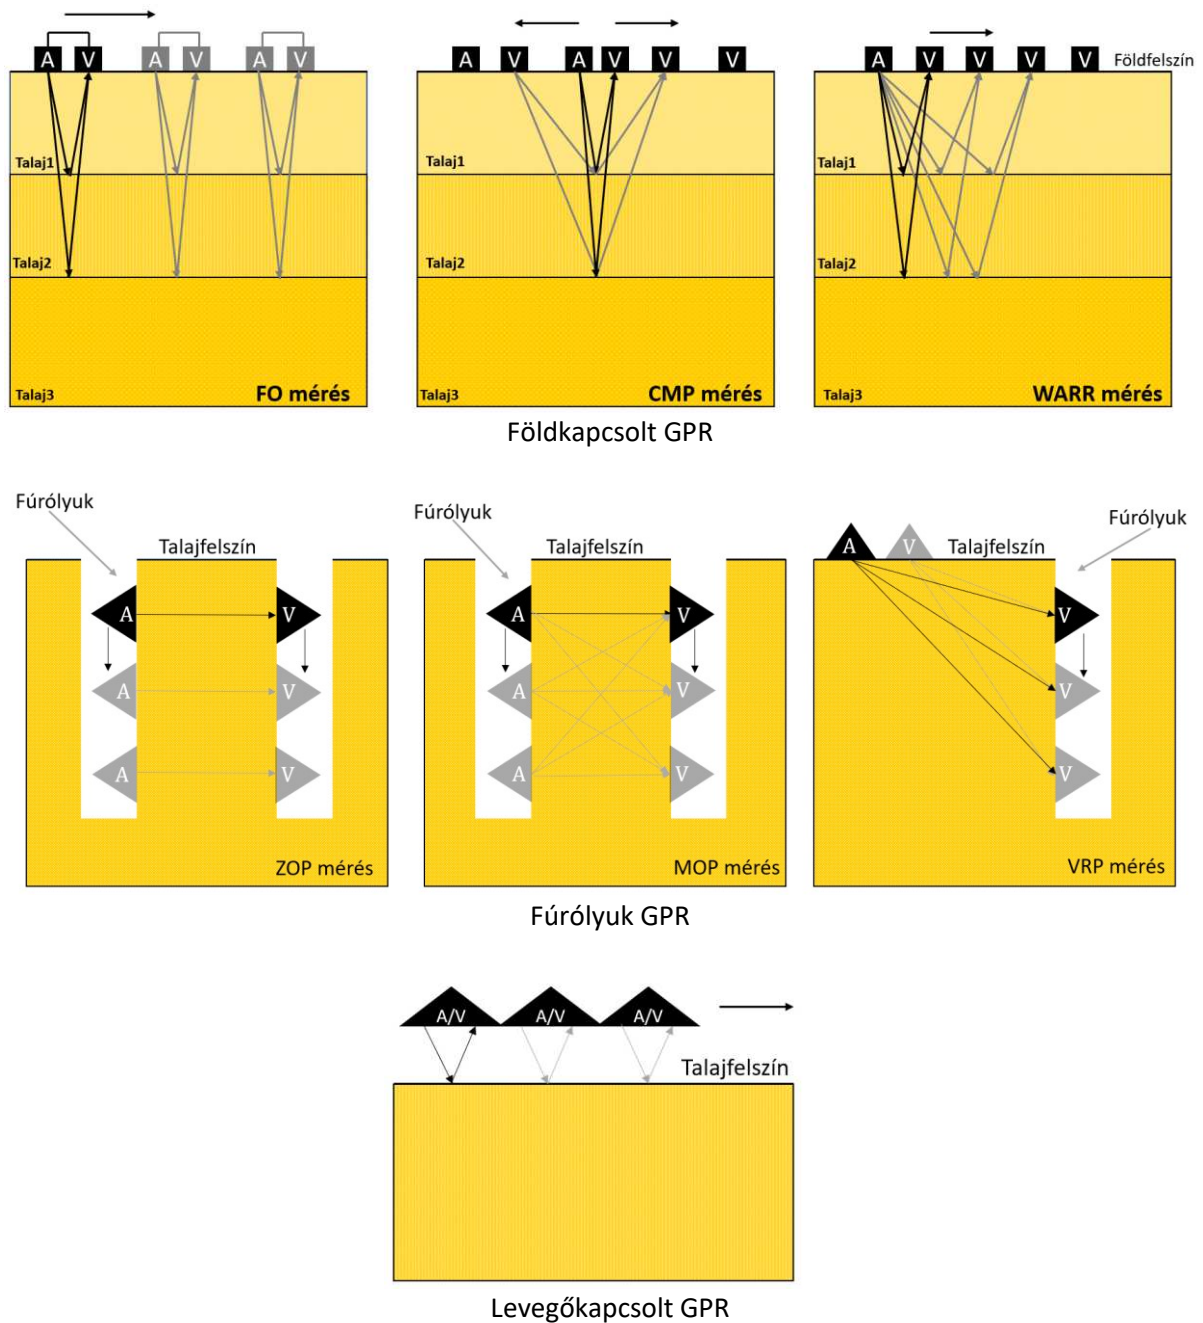 A V A V A V
A V A V V V
A V V V V Földfelszín
Talaj1
Talaj2
Talaj3
FO mérés
Talaj1
Talaj2
Talaj3
CMP mérés
Talaj1
Talaj2
Talaj3
WARR mérés
Földkapcsolt GPR
Fúrólyuk
Talajfelszín
A V
A V
A V
ZOP mérés
Fúrólyuk
Talajfelszín
A V
A V
A V
MOP mérés
Fúrólyuk
A V Talajfelszín
V
V
V
VRP mérés
Fúrólyuk GPR
A/V A/V A/V
Talajfelszín
Levegőkapcsolt GPR